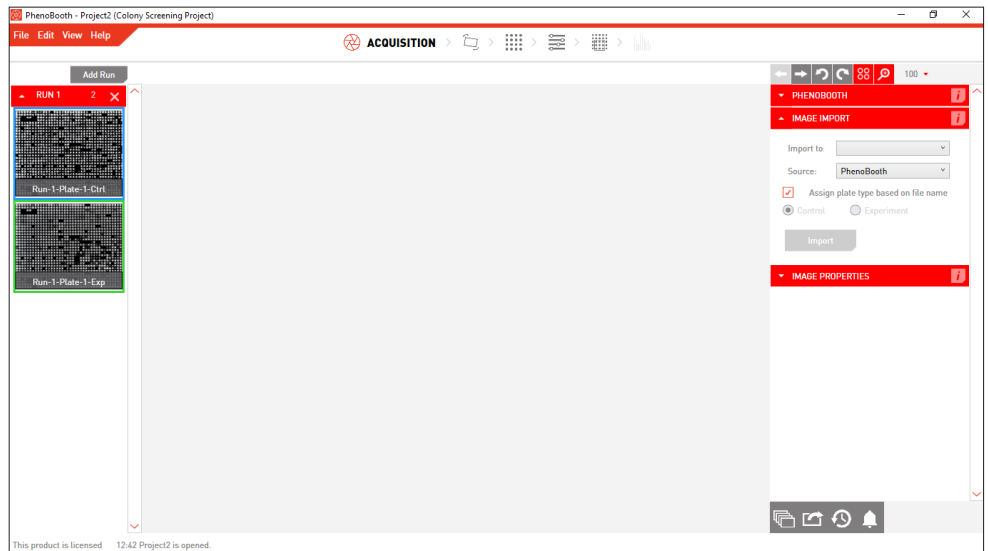 PhenoBooth - Project2 (Colony Screening Project)
File Edit View Help
ACQUISITION
Add Run
100
RUN 1 2
Run-1-Plate-1-Ctrl
Run-1-Plate-1-Exp
PHENOBOOTH i
IMAGE IMPORT i
Import to
Source: PhenoBooth
Assign plate type based on file name
Control Experiment
Import
IMAGE PROPERTIES i
This product is licensed 12:42 Project2 is opened.